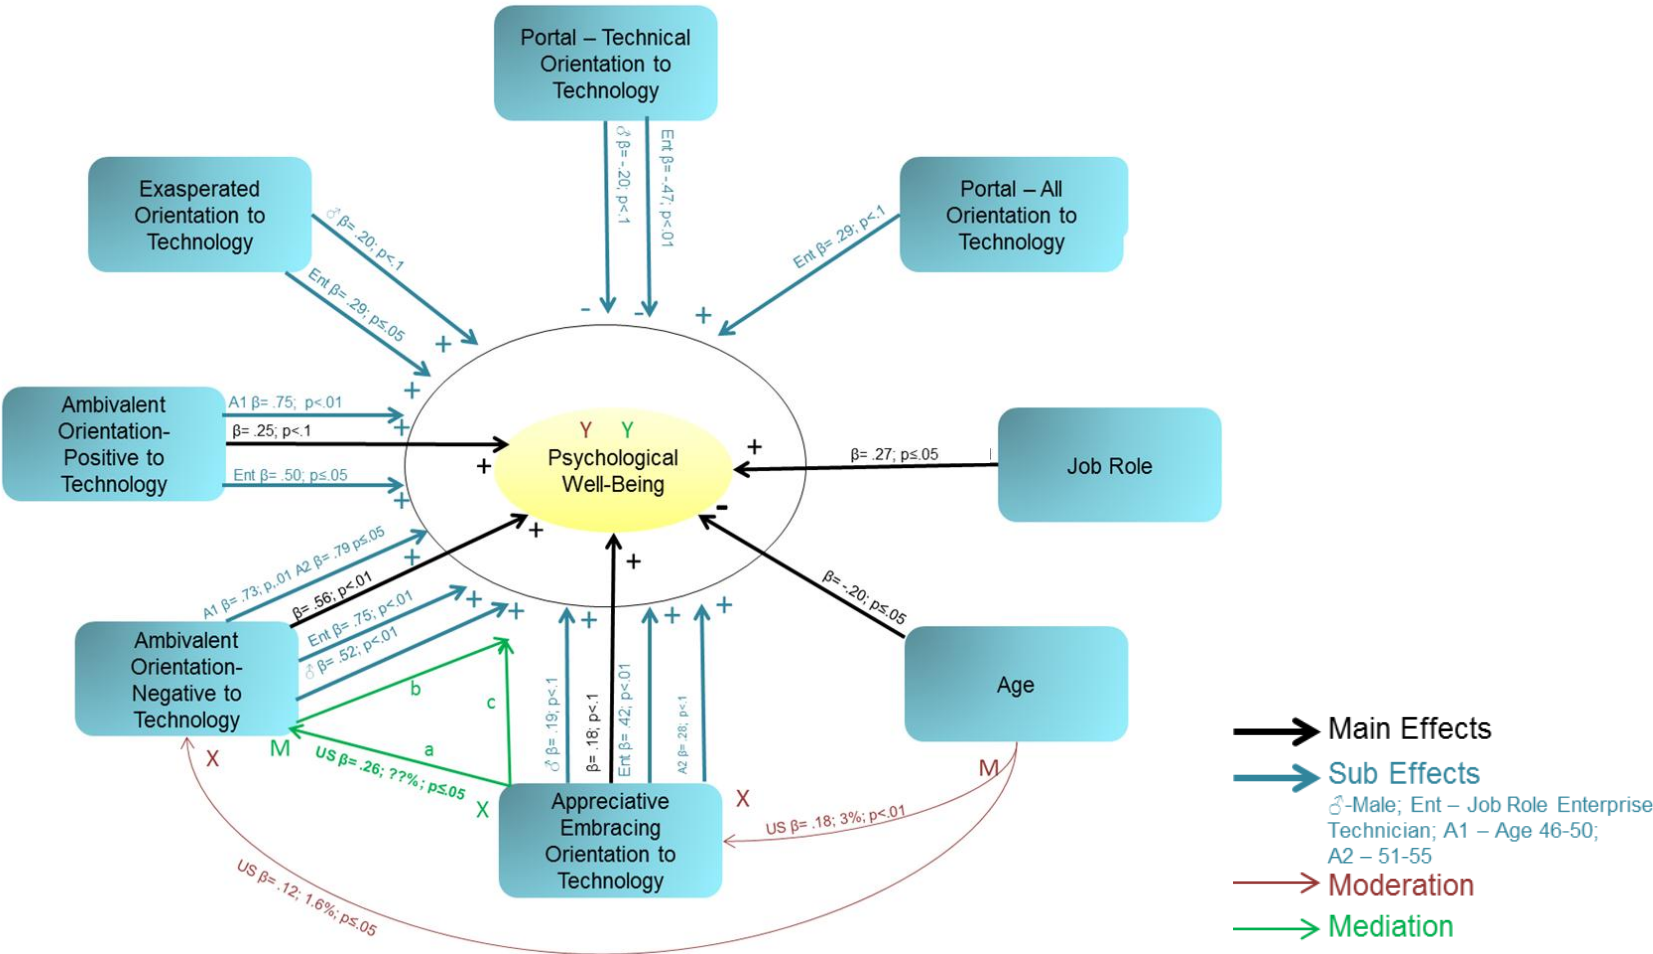 Portal – Technical
Orientation to
Technology
♂ β= -.20; p<.1
Ent β= -.47; p<.01
Exasperated
Orientation to
Technology
♂ β= .20; p<.1
Ent β= .29; p≤.05
Portal – All
Orientation to
Technology
Ent β= .29; p<.1
-
-
+
+
+
Ambivalent
Orientation-
Positive to
Technology
A1 β= .75; p<.01
β= .25; p<.1
Ent β= .50; p≤.05
+
+
+
Y Y
Psychological
Well-Being
+
β= .27; p≤.05
Job Role
-
+
+
+
A1 β= .73; p,.01 A2 β= .79 p≤.05
β= .56; p<.01
Ent β= .75; p<.01
♂ β= .52; p<.01
+
+
+
+
+
β= -.20; p≤.05
Ambivalent
Orientation-
Negative to
Technology
b
c
a
M
X
US β= .26; ??%; p≤.05
X
♂ β= .19; p<.1
β= .18; p<.1
Ent β= .42; p<.01
A2 β= .28; p<.1
Age
M
X
US β= .18; 3%; p<.01
Appreciative
Embracing
Orientation to
Technology
US β= .12; 1.6%; p≤.05
Main Effects
Sub Effects
♂-Male; Ent – Job Role Enterprise
Technician; A1 – Age 46-50;
A2 – 51-55
Moderation
Mediation